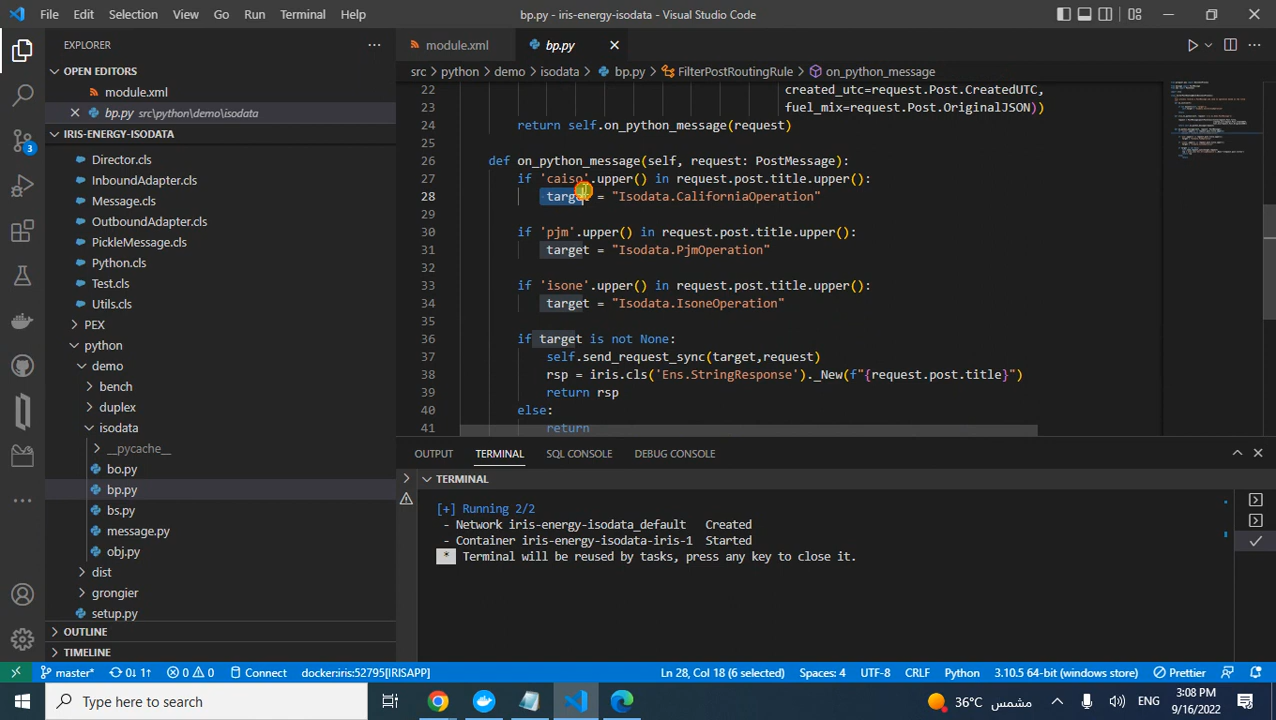 File Edit Selection View Go Run Terminal Help bp.py - iris-energy-isodata - Visual Studio Code
EXPLORER
OPEN EDITORS
module.xml
bp.py src\python\demo\isodata
IRIS-ENERGY-ISODATA
Director.cls
InboundAdapter.cls
Message.cls
Outbound.cls
PickleMessage.cls
Python.cls
Test.cls
Utils.cls
PEX
python
demo
bench
duplex
isodata
__pycache__
bo.py
bp.py
bs.py
message.py
obj.py
dist
grongier
setup.py
OUTLINE
TIMELINE
3
module.xml bp.py
src > python > demo > isodata > bp.py > FilterPostRoutingRule > on_python_message
22 created_utc=request.Post.CreatedUTC,
23 fuel_mix=request.Post.OriginalJSON))
24 return self.on_python_message(request)
25
26 def on_python_message(self, request: PostMessage):
27 if 'caiso'.upper() in request.post.title.upper():
28 target = "Isodata.CaliforniaOperation"
29
30 if 'pjm'.upper() in request.post.title.upper():
31 target = "Isodata.PjmOperation"
32
33 if 'isone'.upper() in request.post.title.upper():
34 target = "Isodata.IsoneOperation"
35
36 if target is not None:
37 self.send_request_sync(target,request)
38 rsp = iris.cls('Ens.StringResponse')._New(f"{request.post.title}")
39 return rsp
40 else:
41 return
OUTPUT TERMINAL SQL CONSOLE DEBUG CONSOLE
TERMINAL
[+] Running 2/2
- Network iris-energy-isodata_default Created
- Container iris-energy-isodata-iris-1 Started
* Terminal will be reused by tasks, press any key to close it.
master* 0↓ 1↑ 0 0 Connect docker:iris:52795[IRISAPP] Ln 28, Col 18 (6 selected) Spaces: 4 UTF-8 CRLF Python 3.10.5 64-bit (windows store) Prettier
Type here to search 36°C مشمس ENG 3:08 PM
9/16/2022